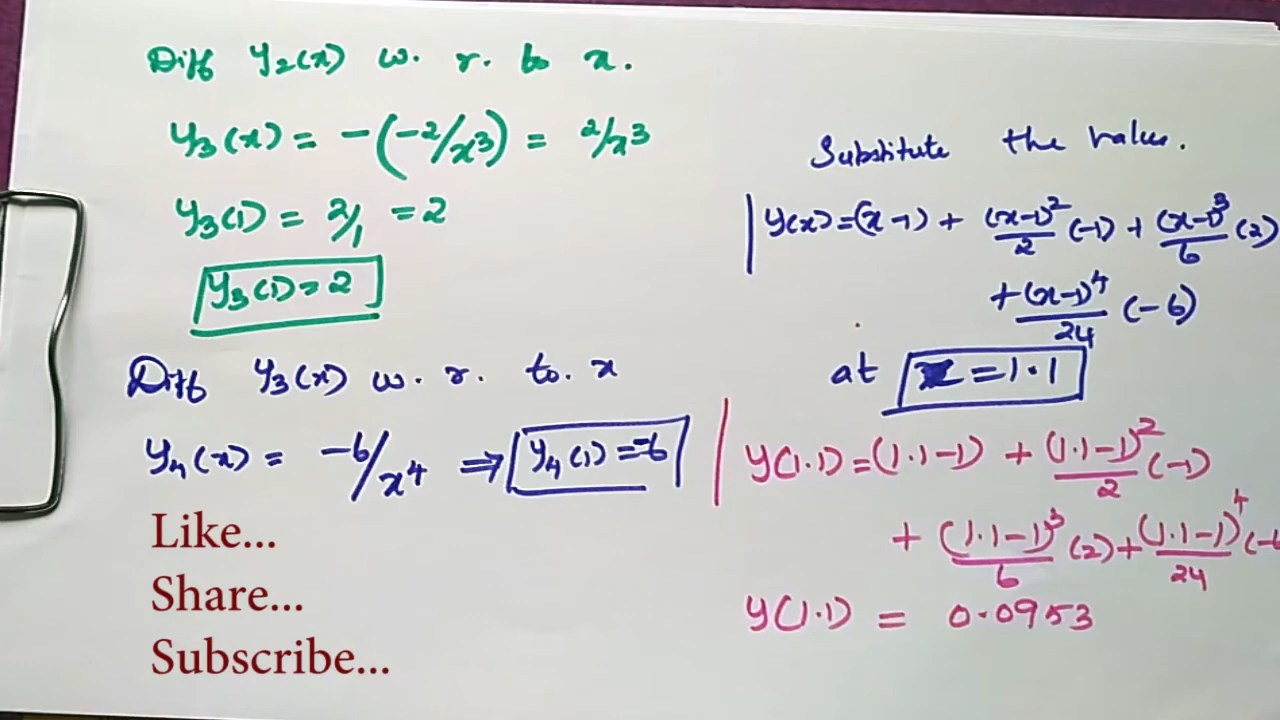 Diff y₂(x) w. r. to x.
y₃(x) = -(-2/x³) = 2/x³
y₃(1) = 2/1 = 2
y₃(1) = 2
Diff y₃(x) w. r. to. x
y₄(x) = -6/x⁴ ⇒ y₄(1) = -6
Like...
Share...
Subscribe...
Substitute the value.
y(x) = (x-1) + (x-1)²/2 (-1) + (x-1)³/6 (2)
+ (x-1)⁴/24 (-6)
at x = 1.1
y(1.1) = (1.1-1) + (1.1-1)²/2 (-1)
+ (1.1-1)³/6 (2) + (1.1-1)⁴/24 (-6
y(1.1) = 0.0953